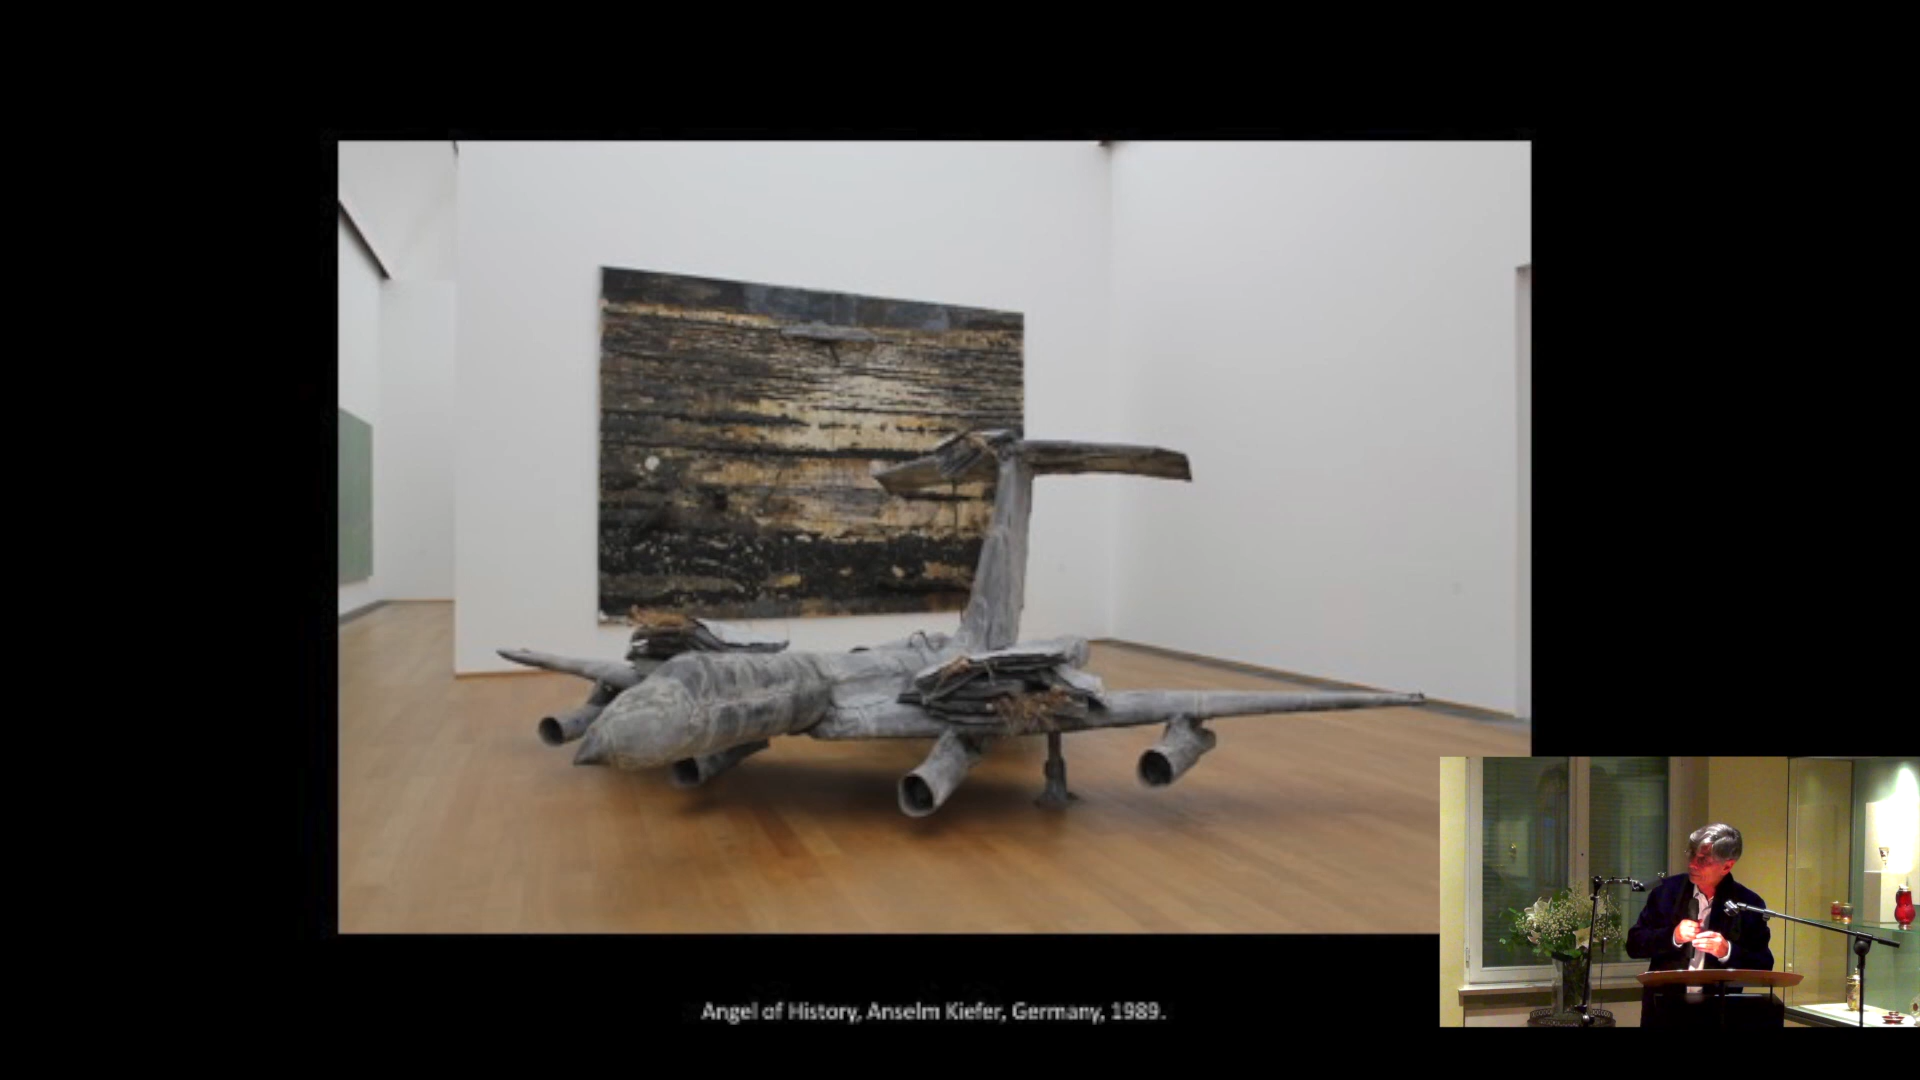 Angel of History, Anselm Kiefer, Germany, 1989.